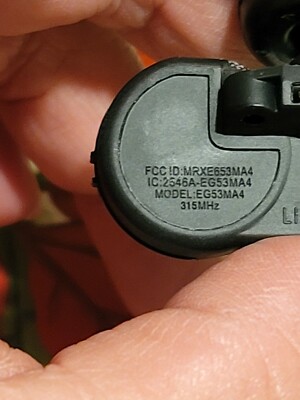 FCC ID:MRXE653MA4
IC:2546A-EG53MA4
MODEL:EG53MA4
315MHz